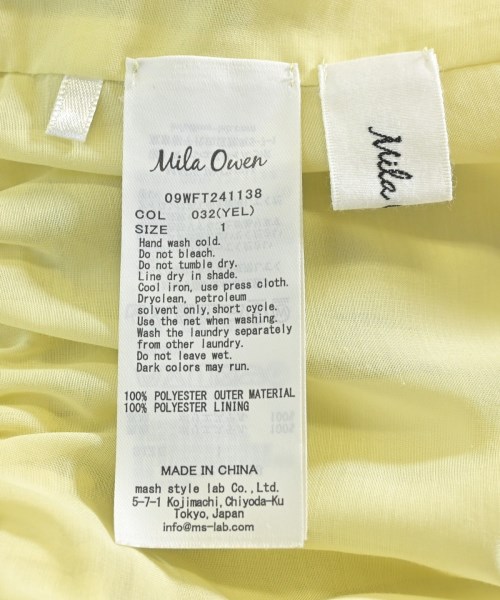 Mila Owen
09WFT241138
COL 032(YEL)
SIZE 1
Hand wash cold.
Do not bleach.
Do not tumble dry.
Line dry in shade.
Cool iron, use press cloth.
Dryclean, petroleum
solvent only, short cycle.
Use the net when washing.
Wash the laundry separately
from other laundry.
Do not leave wet.
Dark colors may run.
100% POLYESTER OUTER MATERIAL
100% POLYESTER LINING
MADE IN CHINA
mash style lab Co., Ltd.
5-7-1 Kojimachi, Chiyoda-Ku
Tokyo, Japan
info@ms-lab.com
Mila